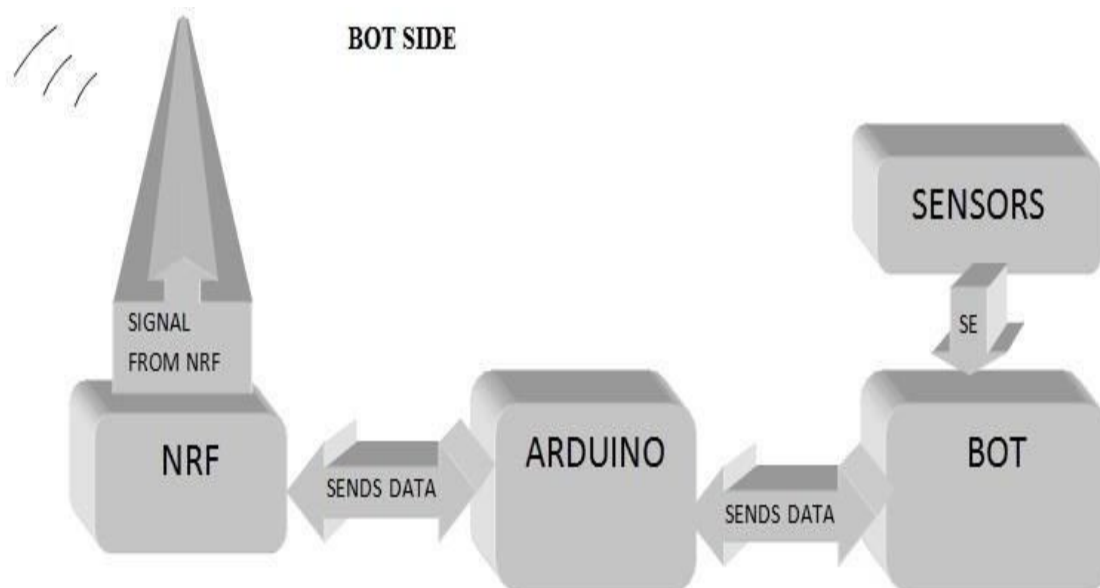 BOT SIDE
SENSORS
SE
SIGNAL
FROM NRF
NRF
SENDS DATA
ARDUINO
SENDS DATA
BOT